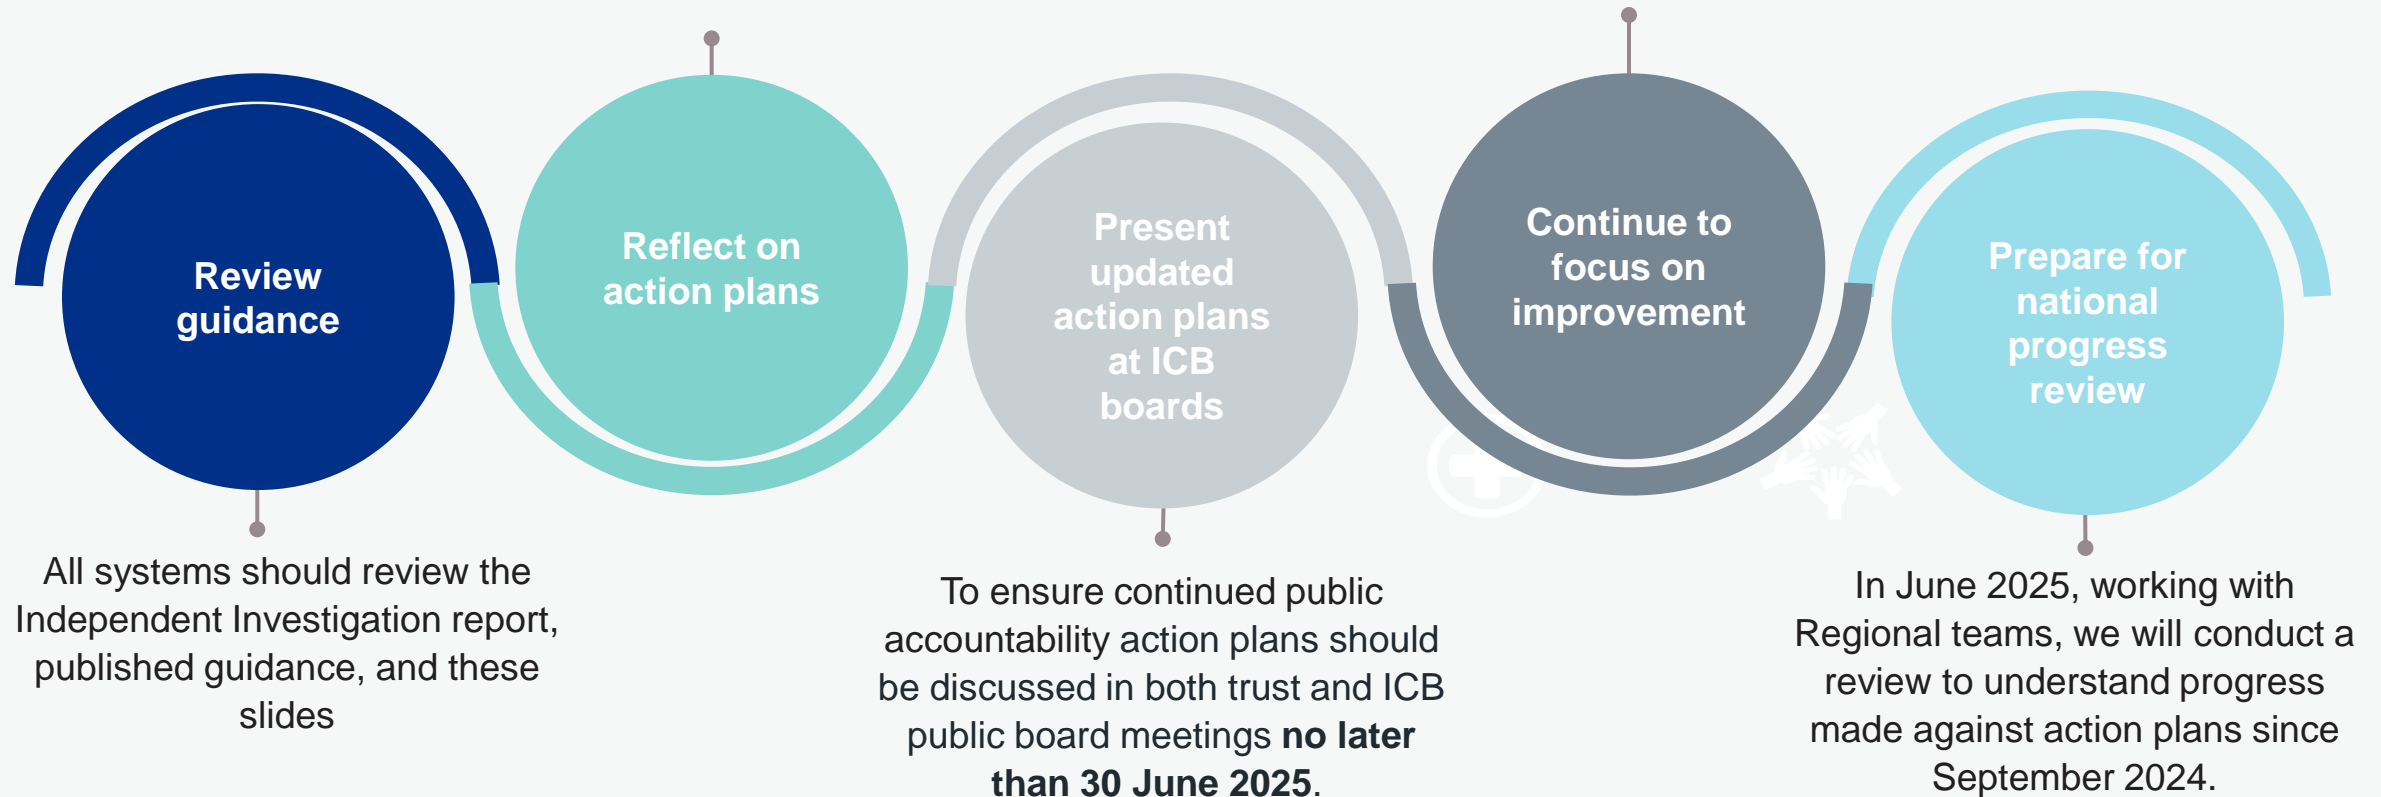 Review
guidance
Reflect on
action plans
Present
updated
action plans
at ICB
boards
Continue to
focus on
improvement
Prepare for
national
progress
review
All systems should review the
Independent Investigation report,
published guidance, and these
slides
To ensure continued public
accountability action plans should
be discussed in both trust and ICB
public board meetings no later
than 30 June 2025.
In June 2025, working with
Regional teams, we will conduct a
review to understand progress
made against action plans since
September 2024.